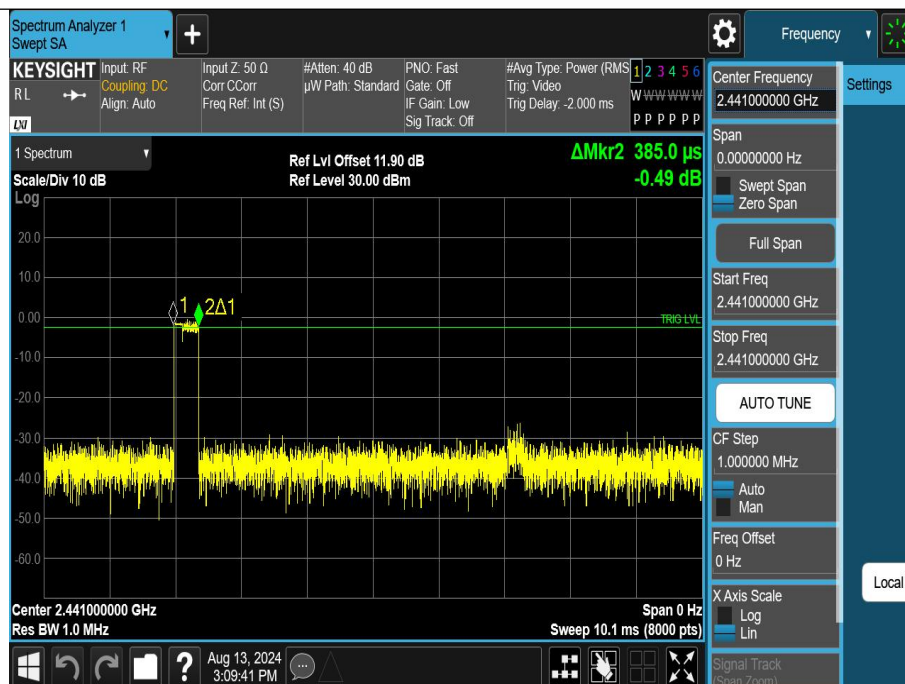 Spectrum Analyzer 1
Swept SA
+
Frequency
KEYSIGHT
RL
LXI
Input: RF
Coupling: DC
Align: Auto
Input Z: 50 Ω
Corr CCorr
Freq Ref: Int (S)
#Atten: 40 dB
µW Path: Standard
PNO: Fast
Gate: Off
IF Gain: Low
Sig Track: Off
#Avg Type: Power (RMS
Trig: Video
Trig Delay: -2.000 ms
1 2 3 4 5 6
W W W W W W
P P P P P P
1 Spectrum
Scale/Div 10 dB
Log
Ref Lvl Offset 11.90 dB
Ref Level 30.00 dBm
ΔMkr2 385.0 µs
-0.49 dB
20.0
10.0
0.00
-10.0
-20.0
-30.0
-40.0
-50.0
-60.0
1
2Δ1
TRIG LVL
Center 2.441000000 GHz
Res BW 1.0 MHz
Span 0 Hz
Sweep 10.1 ms (8000 pts)
?
Aug 13, 2024
3:09:41 PM
Center Frequency
2.441000000 GHz
Span
0.00000000 Hz
Swept Span
Zero Span
Full Span
Start Freq
2.441000000 GHz
Stop Freq
2.441000000 GHz
AUTO TUNE
CF Step
1.000000 MHz
Auto
Man
Freq Offset
0 Hz
X Axis Scale
Log
Lin
Signal Track
(Span Zoom)
Settings
Local